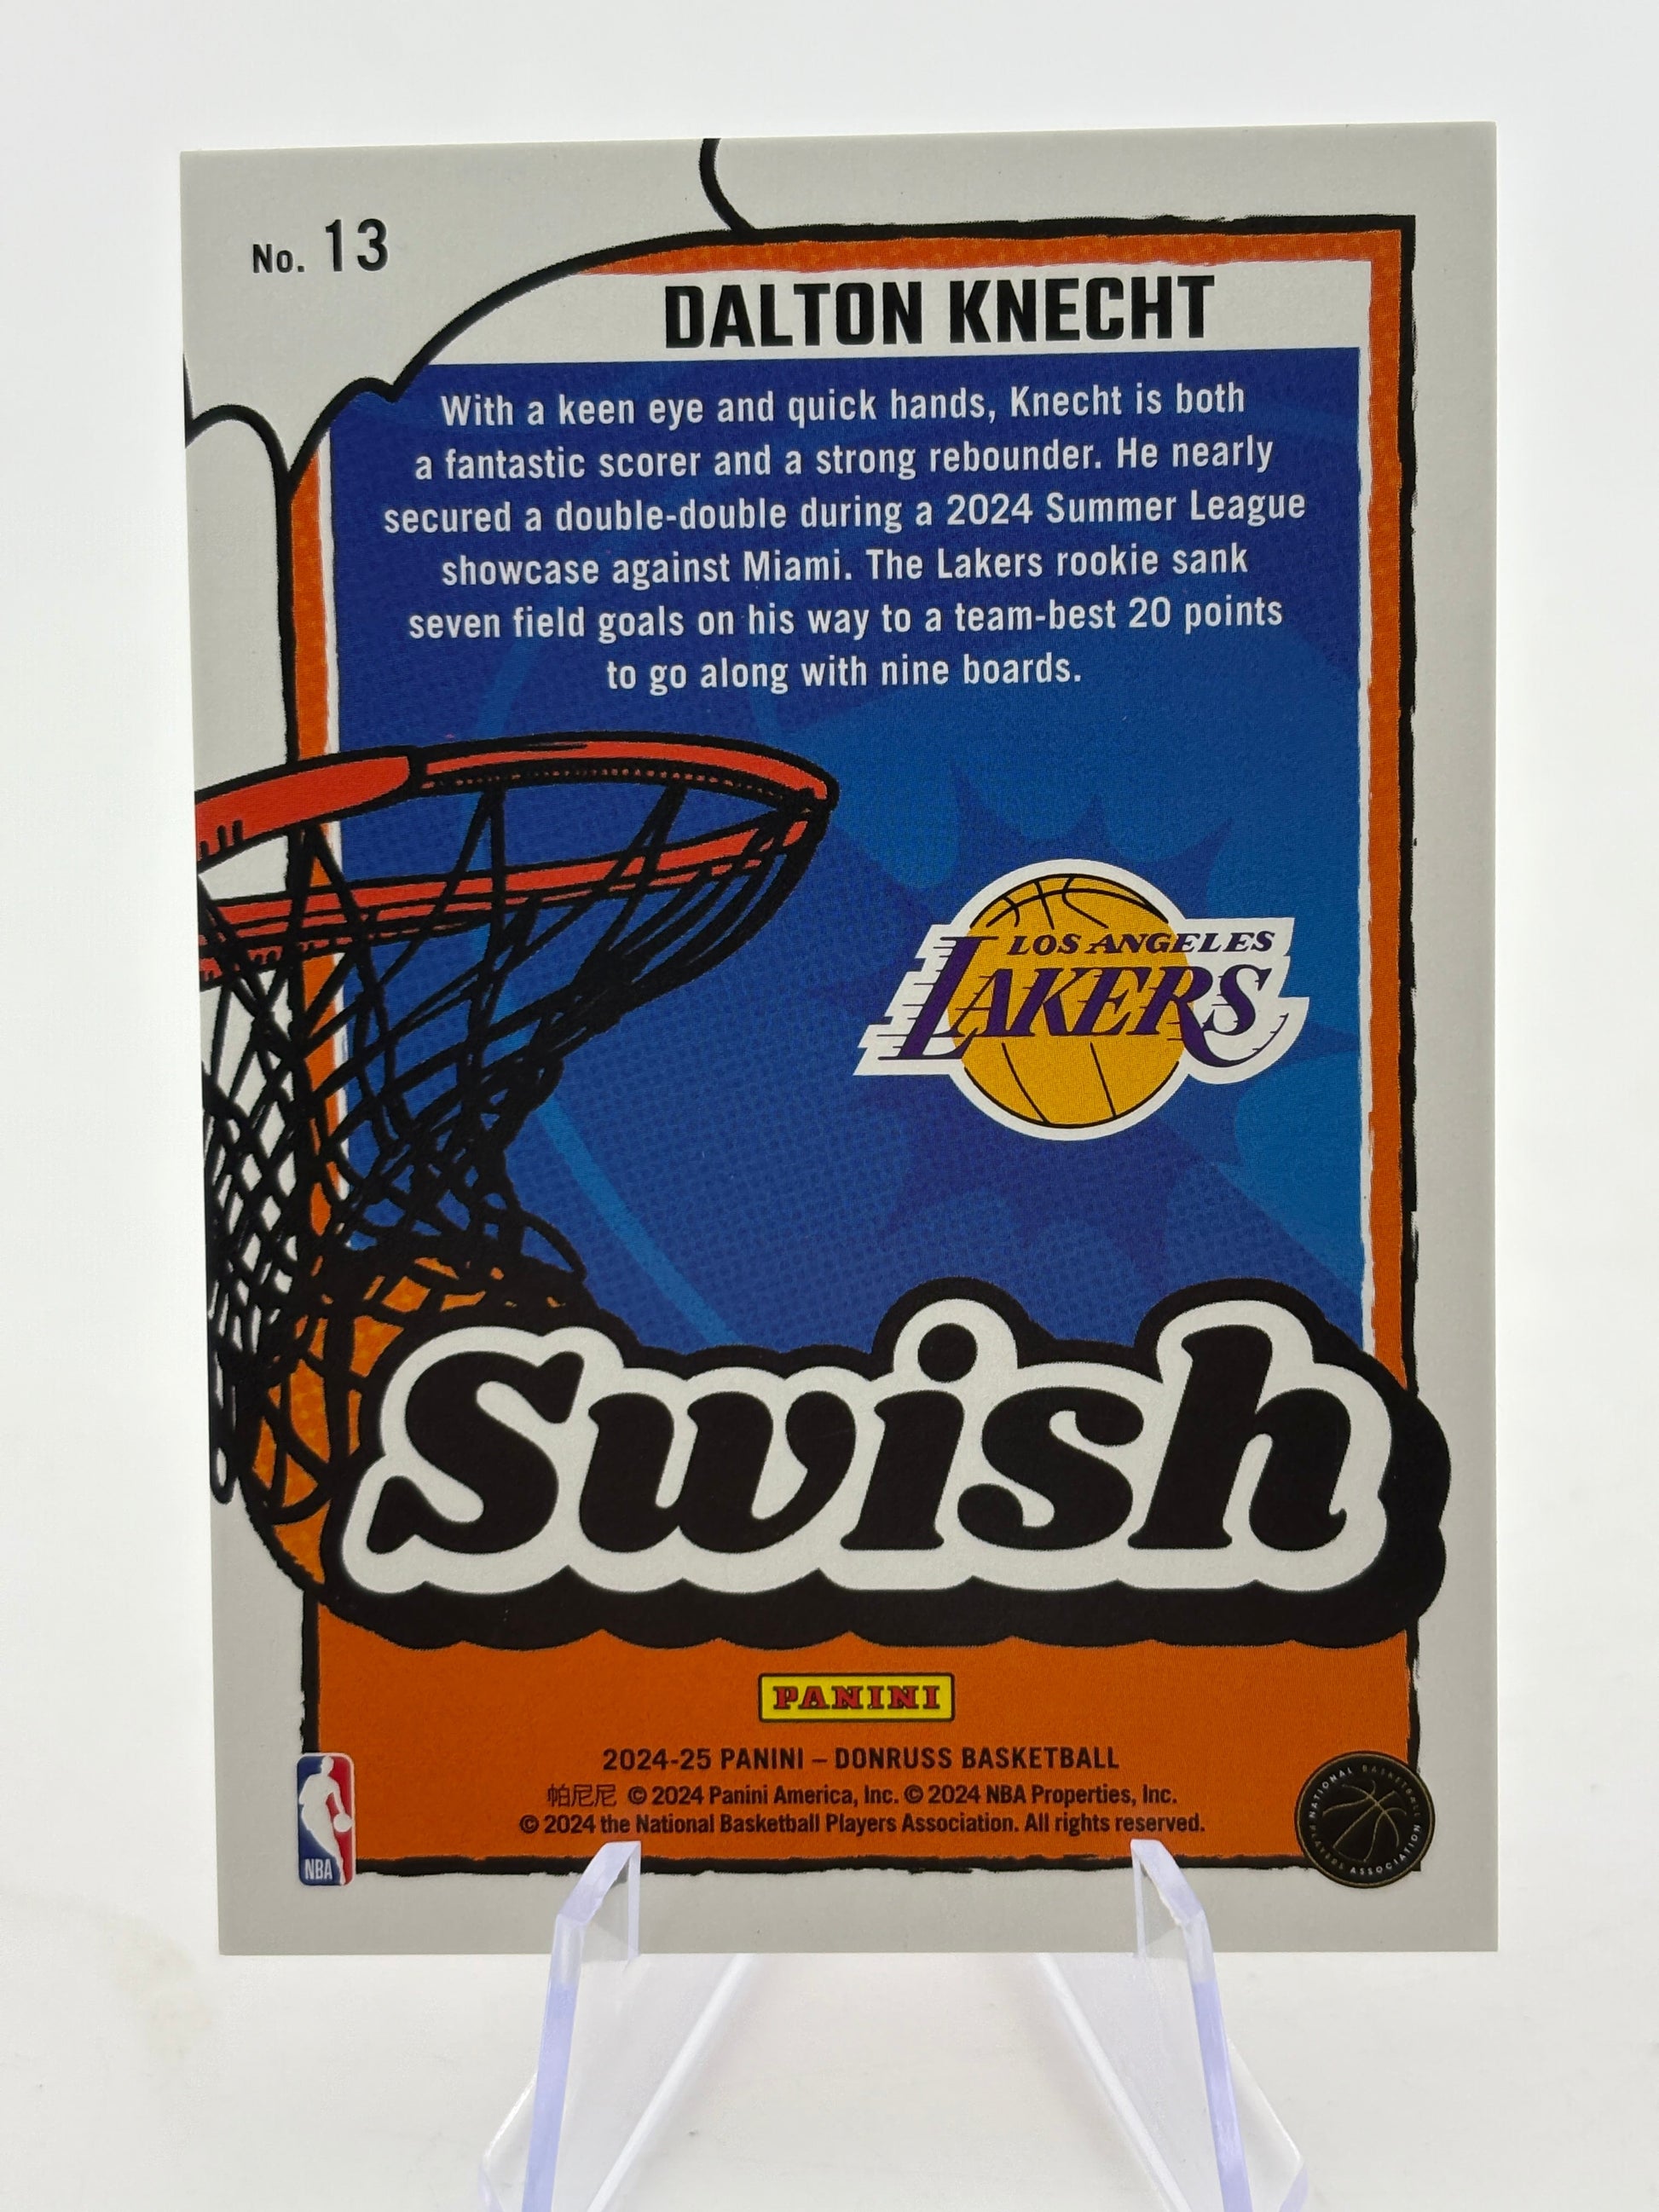 No. 13
DALTON KNECHT
With a keen eye and quick hands, Knecht is both
a fantastic scorer and a strong rebounder. He nearly
secured a double-double during a 2024 Summer League
showcase against Miami. The Lakers rookie sank
seven field goals on his way to a team-best 20 points
to go along with nine boards.
LOS ANGELES
LAKERS
Swish
PANINI
2024-25 PANINI – DONRUSS BASKETBALL
帕尼尼 © 2024 Panini America, Inc. © 2024 NBA Properties, Inc.
© 2024 the National Basketball Players Association. All rights reserved.
NBA
NATIONAL BASKETBALL
PLAYERS ASSOCIATION